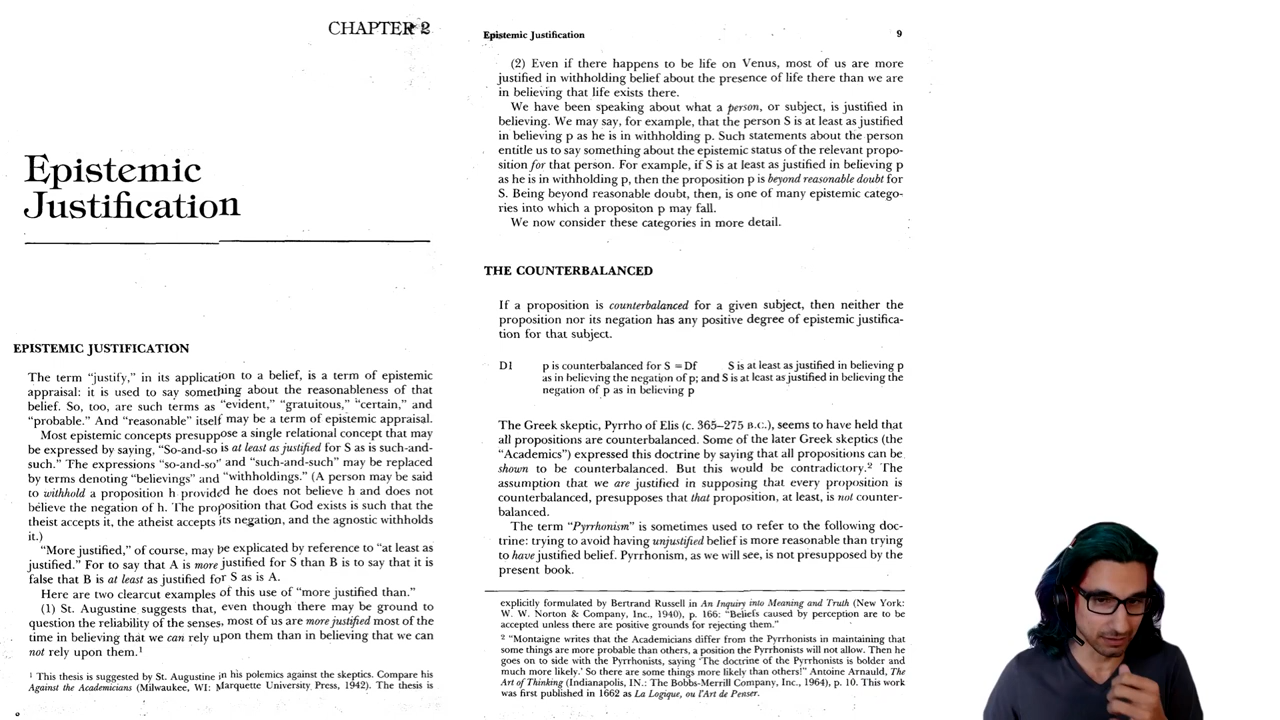 CHAPTER 2
Epistemic
Justification
EPISTEMIC JUSTIFICATION
The term “justify,” in its application to a belief, is a term of epistemic
appraisal: it is used to say something about the reasonableness of that
belief. So, too, are such terms as “evident,” “gratuitous,” “certain,” and
“probable.” And “reasonable” itself may be a term of epistemic appraisal.
Most epistemic concepts presuppose a single relational concept that may
be expressed by saying, “So-and-so is at least as justified for S as is such-and-
such.” The expressions “so-and-so” and “such-and-such” may be replaced
by terms denoting “believings” and “withholdings.” (A person may be said
to withhold a proposition h provided he does not believe h and does not
believe the negation of h. The proposition that God exists is such that the
theist accepts it, the atheist accepts its negation, and the agnostic withholds
it.)
“More justified,” of course, may be explicated by reference to “at least as
justified.” For to say that A is more justified for S than B is to say that it is
false that B is at least as justified for S as is A.
Here are two clearcut examples of this use of “more justified than.”
(1) St. Augustine suggests that, even though there may be ground to
question the reliability of the senses, most of us are more justified most of the
time in believing that we can rely upon them than in believing that we can
not rely upon them.¹
¹ This thesis is suggested by St. Augustine in his polemics against the skeptics. Compare his
Against the Academicians (Milwaukee, WI: Marquette University Press, 1942). The thesis is
8
Epistemic Justification 9
(2) Even if there happens to be life on Venus, most of us are more
justified in withholding belief about the presence of life there than we are
in believing that life exists there.
We have been speaking about what a person, or subject, is justified in
believing. We may say, for example, that the person S is at least as justified
in believing p as he is in withholding p. Such statements about the person
entitle us to say something about the epistemic status of the relevant propo-
sition for that person. For example, if S is at least as justified in believing p
as he is in withholding p, then the proposition p is beyond reasonable doubt for
S. Being beyond reasonable doubt, then, is one of many epistemic catego-
ries into which a propositon p may fall.
We now consider these categories in more detail.
THE COUNTERBALANCED
If a proposition is counterbalanced for a given subject, then neither the
proposition nor its negation has any positive degree of epistemic justifica-
tion for that subject.
D1 p is counterbalanced for S =Df S is at least as justified in believing p
as in believing the negation of p; and S is at least as justified in believing the
negation of p as in believing p
The Greek skeptic, Pyrrho of Elis (c. 365–275 B.C.), seems to have held that
all propositions are counterbalanced. Some of the later Greek skeptics (the
“Academics”) expressed this doctrine by saying that all propositions can be
shown to be counterbalanced. But this would be contradictory.² The
assumption that we are justified in supposing that every proposition is
counterbalanced, presupposes that that proposition, at least, is not counter-
balanced.
The term “Pyrrhonism” is sometimes used to refer to the following doc-
trine: trying to avoid having unjustified belief is more reasonable than trying
to have justified belief. Pyrrhonism, as we will see, is not presupposed by the
present book.
explicitly formulated by Bertrand Russell in An Inquiry into Meaning and Truth (New York:
W. W. Norton & Company, Inc., 1940), p. 166: “Beliefs caused by perception are to be
accepted unless there are positive grounds for rejecting them.”
² “Montaigne writes that the Academicians differ from the Pyrrhonists in maintaining that
some things are more probable than others, a position the Pyrrhonists will not allow. Then he
goes on to side with the Pyrrhonists, saying ‘The doctrine of the Pyrrhonists is bolder and
much more likely.’ So there are some things more likely than others!” Antoine Arnauld, The
Art of Thinking (Indianapolis, IN.: The Bobbs-Merrill Company, Inc., 1964), p. 10. This work
was first published in 1662 as La Logique, ou l'Art de Penser.